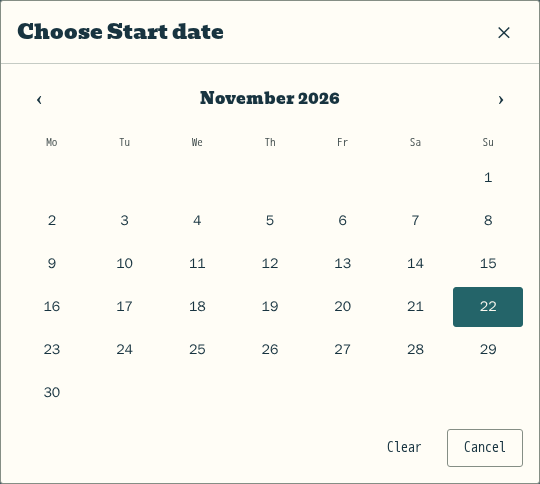 Choose Start date ×
‹ November 2026 ›
Mo Tu We Th Fr Sa Su
1
2 3 4 5 6 7 8
9 10 11 12 13 14 15
16 17 18 19 20 21 22
23 24 25 26 27 28 29
30
Clear Cancel